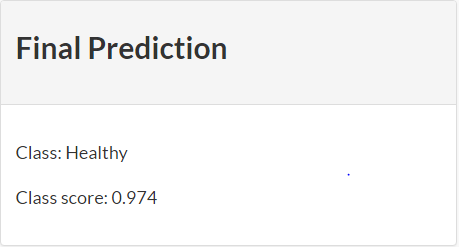 Final Prediction
Class: Healthy
Class score: 0.974